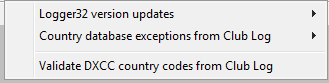 Logger32 version updates
Country database exceptions from Club Log
Validate DXCC country codes from Club Log